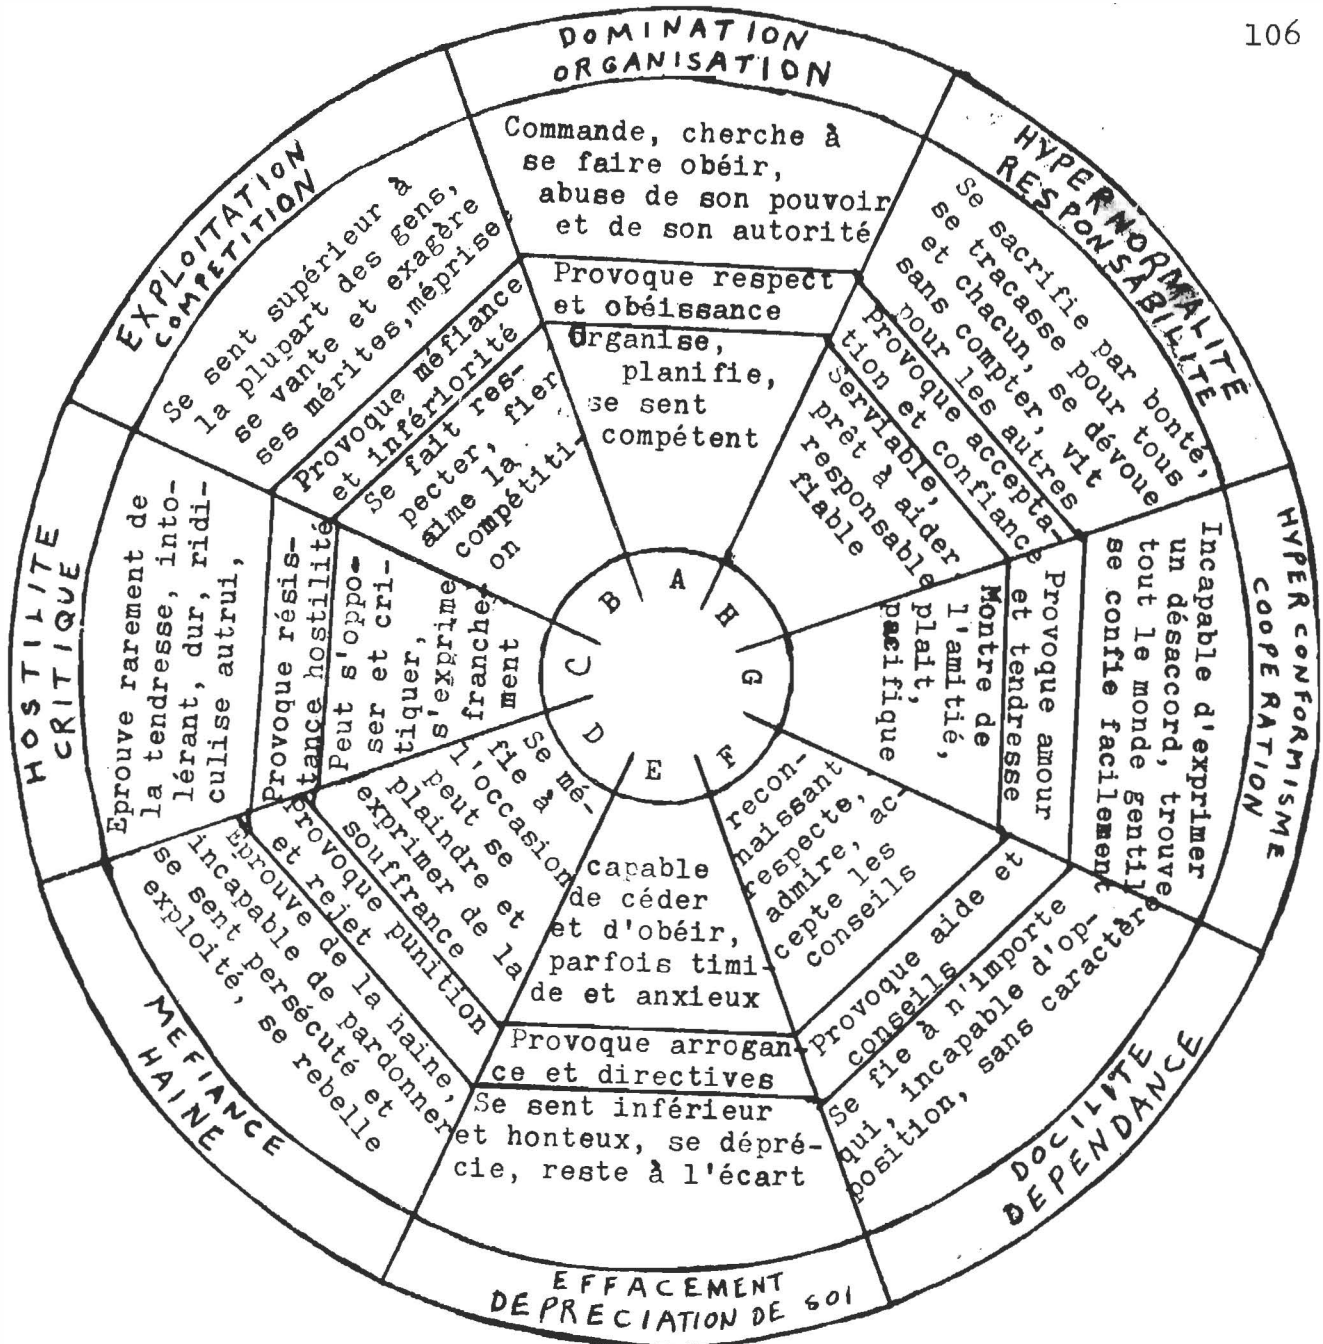 106
DOMINATION
ORGANISATION
Commande, cherche à
se faire obéir,
abuse de son pouvoir
et de son autorité
Provoque respect
et obéissance
Organise,
planifie,
se sent
compétent
A
HYPERNORMALITE
RESPONSABILITE
Se sacrifie par bonté,
se tracasse pour tous
et chacun, se dévoue
sans compter, vit
pour les autres
Provoque accepta-
tion et confiance
Serviable,
prêt à aider,
responsable
fiable
H
HYPERCONFORMISME
COOPERATION
Incapable d'exprimer
un désaccord, trouve
tout le monde gentil
se confie facilement
Provoque amour
et tendresse
Montre de
l'amitié,
plait,
pacifique
G
DOCILITE
DEPENDANCE
Se fie à n'importe
qui, incapable d'op-
position, sans caractère
Provoque aide et
conseils
recon-
naissant
respecte,
admire, ac-
cepte les
conseils
F
EFFACEMENT
DEPRECIATION DE SOI
Se sent inférieur
et honteux, se dépré-
cie, reste à l'écart
Provoque arrogan-
ce et directives
capable
de céder
et d'obéir,
parfois timi-
de et anxieux
E
MEFIANCE
HAINE
Eprouve de la haine,
incapable de pardonner
se sent persécuté et
exploité, se rebelle
Provoque punition
et rejet
Se mé-
fie à
l'occasion
peut se
plaindre et
exprimer de la
souffrance
D
HOSTILITE
CRITIQUE
Eprouve rarement de
la tendresse, into-
lérant, dur, ridi-
culise autrui,
Provoque résis-
tance hostilité
Peut s'oppo-
ser et cri-
tiquer,
s'exprime
franche-
ment
C
EXPLOITATION
COMPETITION
Se sent supérieur à
la plupart des gens,
se vante et exagère
ses mérites, méprise
Provoque méfiance
et infériorité
Se fait res-
pecter, fier
aime la
compétiti-
on
B